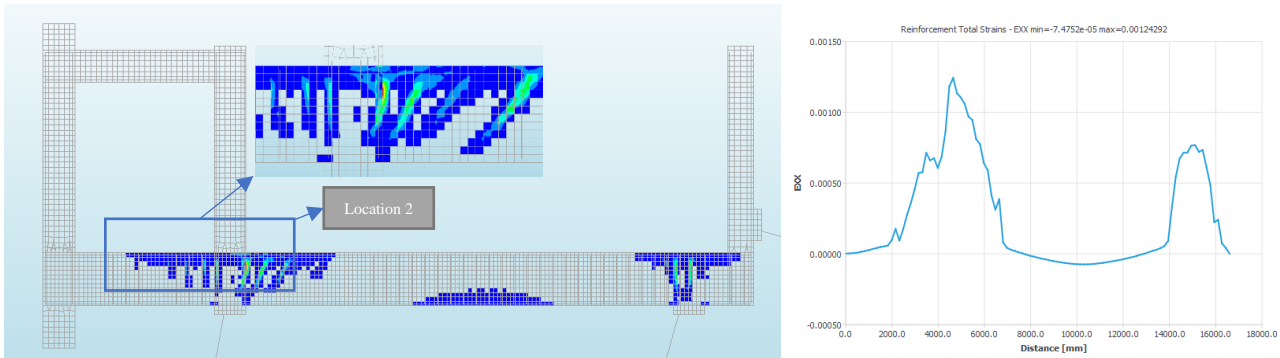 Location 2
Reinforcement Total Strains - EXX min=-7.4752e-05 max=0.00124292
0.00150
0.00100
0.00050
0.00000
-0.00050
EXX
0.0 2000.0 4000.0 6000.0 8000.0 10000.0 12000.0 14000.0 16000.0 18000.0
Distance [mm]